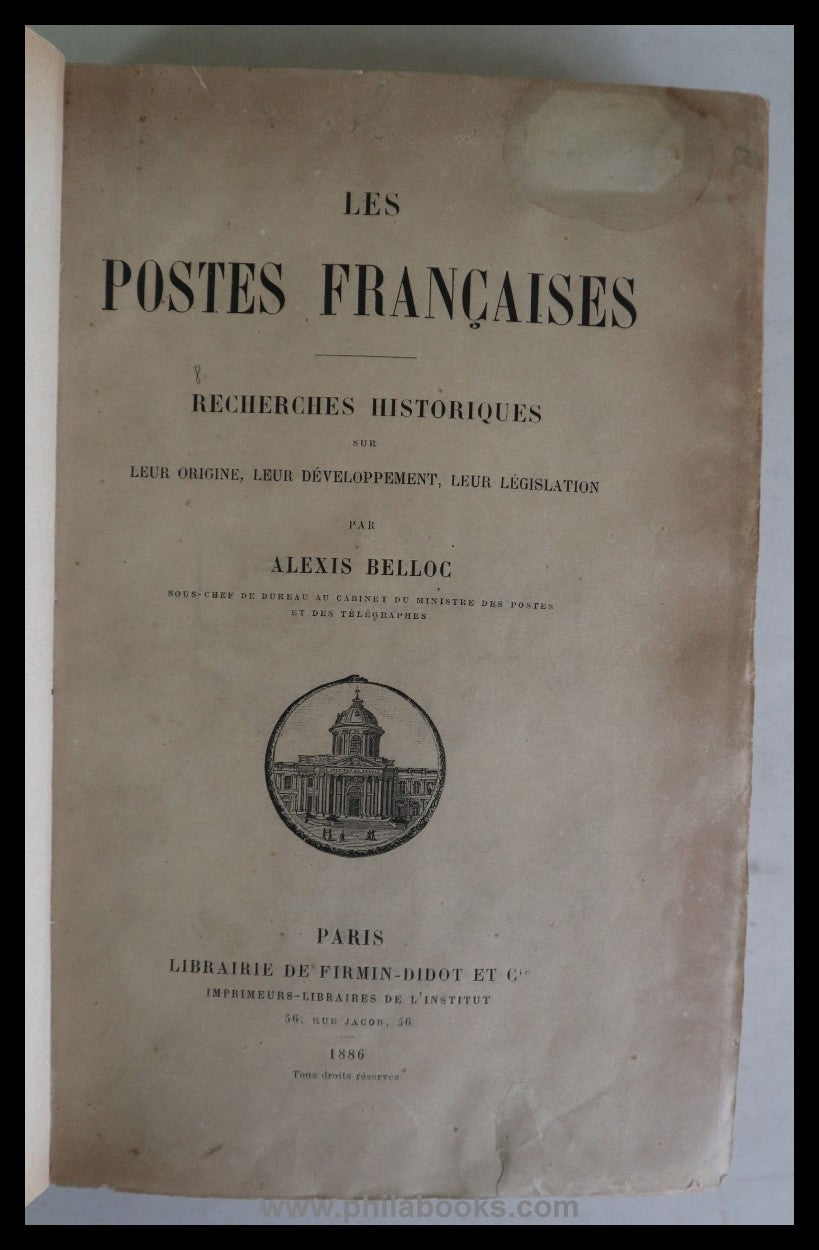 LES
POSTES FRANÇAISES
8
RECHERCHES HISTORIQUES
SUR
LEUR ORIGINE, LEUR DÉVELOPPEMENT, LEUR LÉGISLATION
PAR
ALEXIS BELLOC
SOUS-CHEF DE BUREAU AU CABINET DU MINISTRE DES POSTES
ET DES TÉLÉGRAPHES
PARIS
LIBRAIRIE DE FIRMIN-DIDOT ET Cie
IMPRIMEURS-LIBRAIRES DE L'INSTITUT
56, RUE JACOB, 56
1886
Tous droits réservés
www.philabooks.com